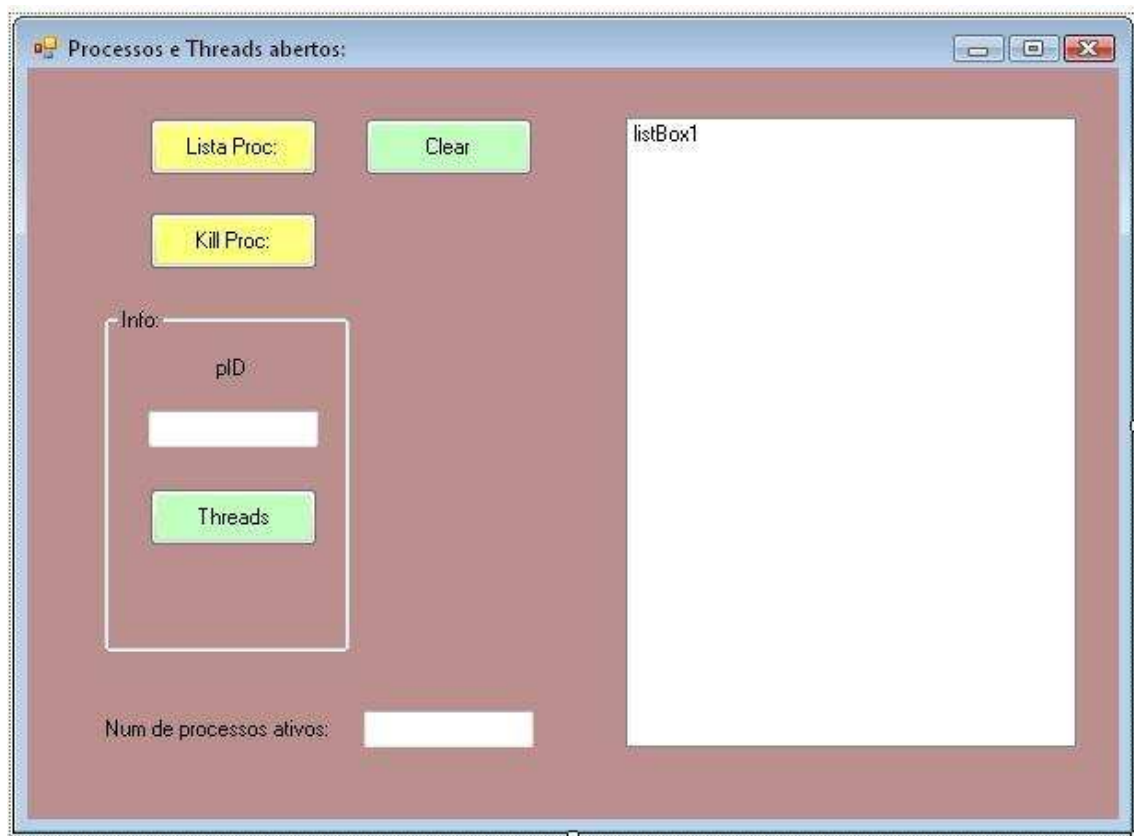 Processos e Threads abertos:
Lista Proc:
Clear
listBox1
Kill Proc:
Info:
pID
Threads
Num de processos ativos: